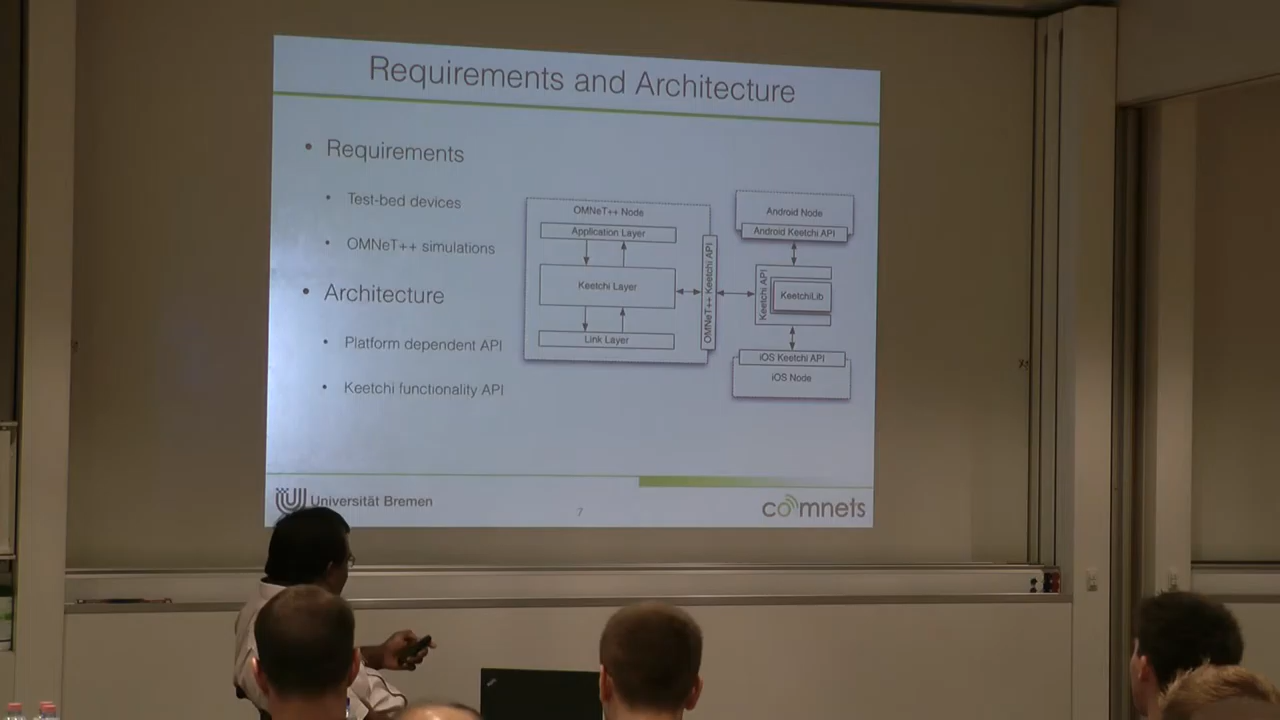 Requirements and Architecture
• Requirements
• Test-bed devices
• OMNeT++ simulations
• Architecture
• Platform dependent API
• Keetchi functionality API
OMNeT++ Node
Application Layer
Keetchi Layer
Link Layer
OMNeT++ Keetchi API
Android Node
Android Keetchi API
Keetchi API
KeetchiLib
iOS Keetchi API
iOS Node
Universität Bremen
7
comnets